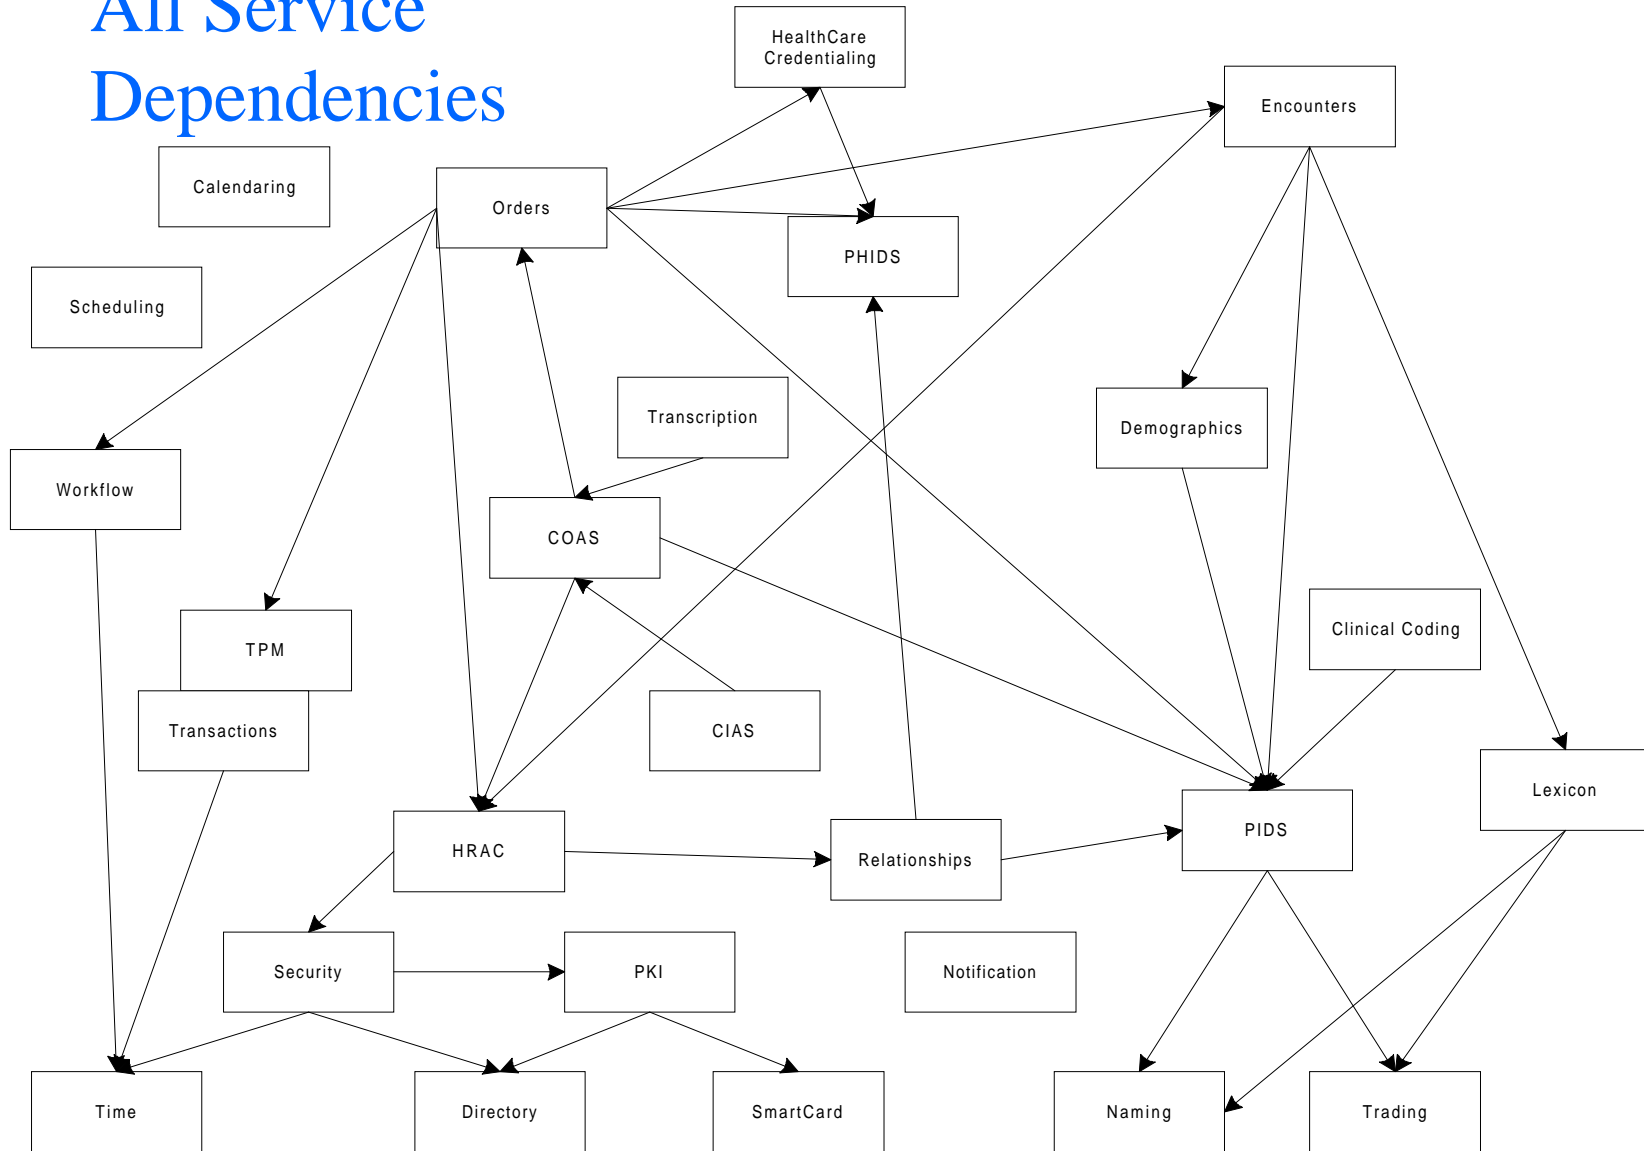 All Service
Dependencies
HealthCare
Credentialing
Encounters
Calendaring
Orders
PHIDS
Scheduling
Transcription
Demographics
Workflow
COAS
Clinical Coding
TPM
Transactions
CIAS
Lexicon
HRAC
Relationships
PIDS
Security
PKI
Notification
Time
Directory
SmartCard
Naming
Trading